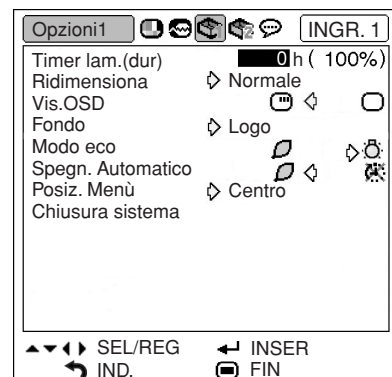 Opzioni1 INGR. 1
Timer lam.(dur) 0 h ( 100%)
Ridimensiona Normale
Vis.OSD
Fondo Logo
Modo eco
Spegn. Automatico
Posiz. Menù Centro
Chiusura sistema
SEL/REG INSER
IND. FIN